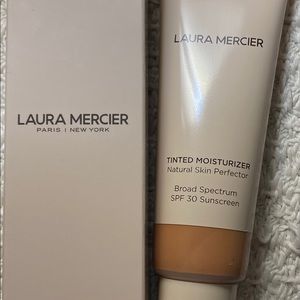 LAURA MERCIER
PARIS | NEW YORK
LAURA MERCIER
TINTED MOISTURIZER
Natural Skin Perfector
Broad Spectrum
SPF 30 Sunscreen